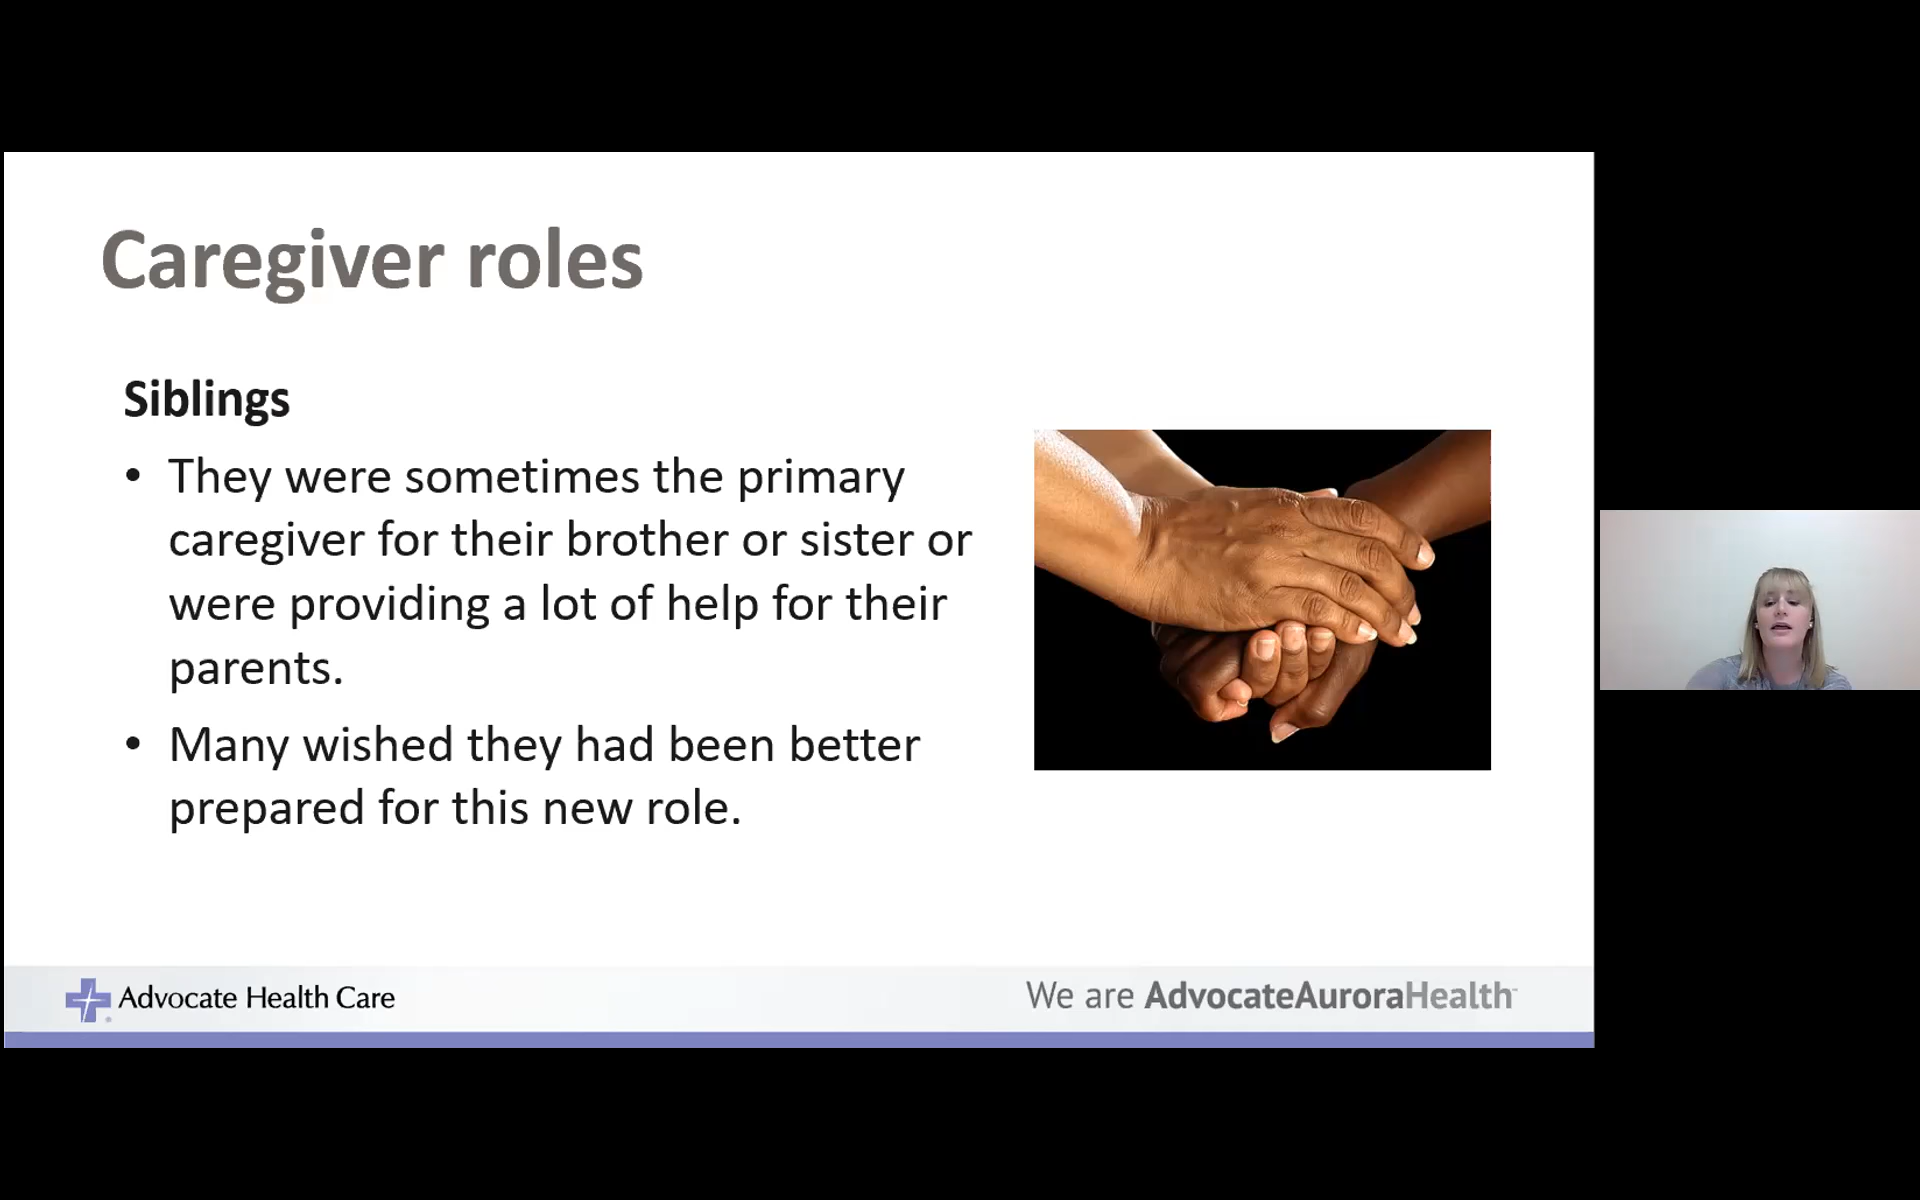 Caregiver roles
Siblings
• They were sometimes the primary
caregiver for their brother or sister or
were providing a lot of help for their
parents.
• Many wished they had been better
prepared for this new role.
Advocate Health Care
We are AdvocateAuroraHealth